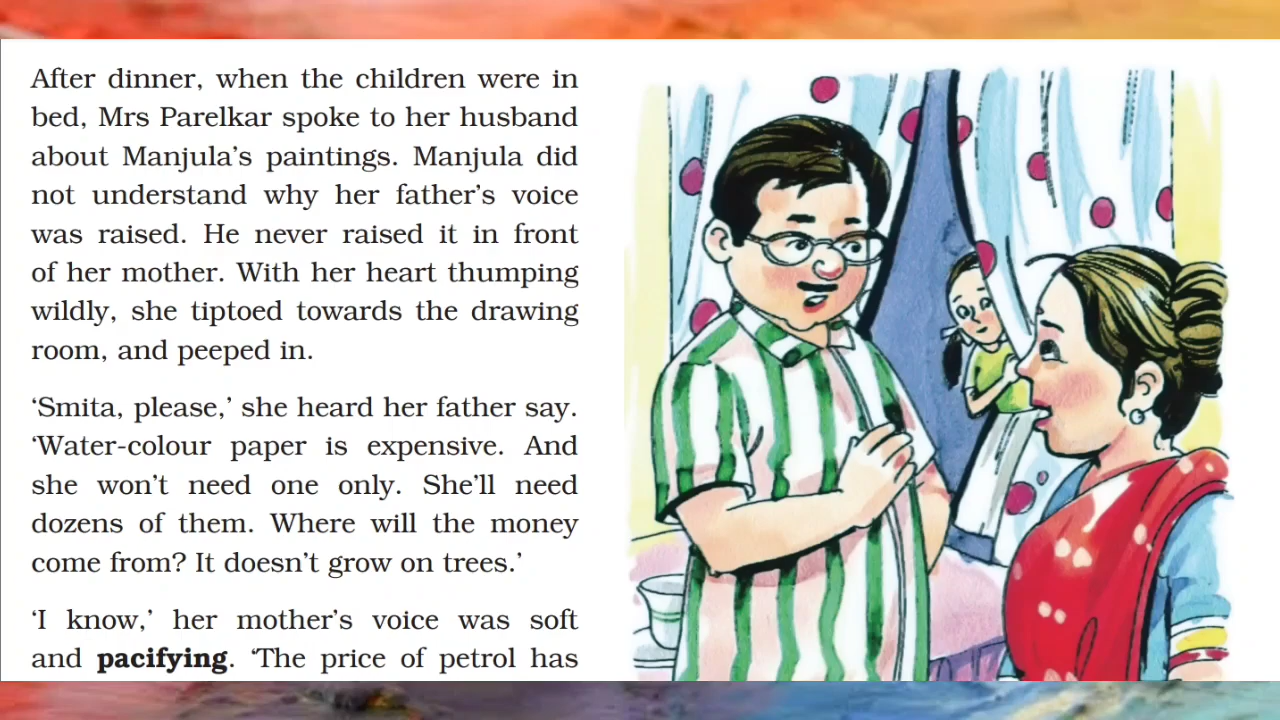 After dinner, when the children were in
bed, Mrs Parelkar spoke to her husband
about Manjula’s paintings. Manjula did
not understand why her father’s voice
was raised. He never raised it in front
of her mother. With her heart thumping
wildly, she tiptoed towards the drawing
room, and peeped in.
‘Smita, please,’ she heard her father say.
‘Water-colour paper is expensive. And
she won’t need one only. She’ll need
dozens of them. Where will the money
come from? It doesn’t grow on trees.’
‘I know,’ her mother’s voice was soft
and pacifying. ‘The price of petrol has